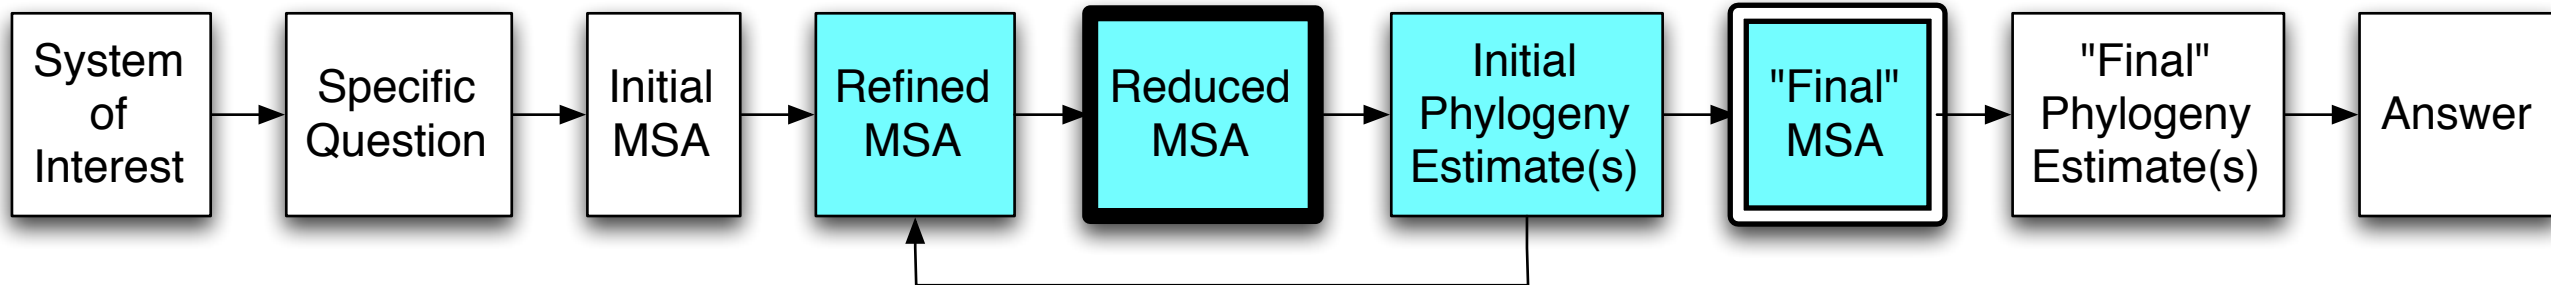 System
of
Interest
Specific
Question
Initial
MSA
Refined
MSA
Reduced
MSA
Initial
Phylogeny
Estimate(s)
"Final"
MSA
"Final"
Phylogeny
Estimate(s)
Answer